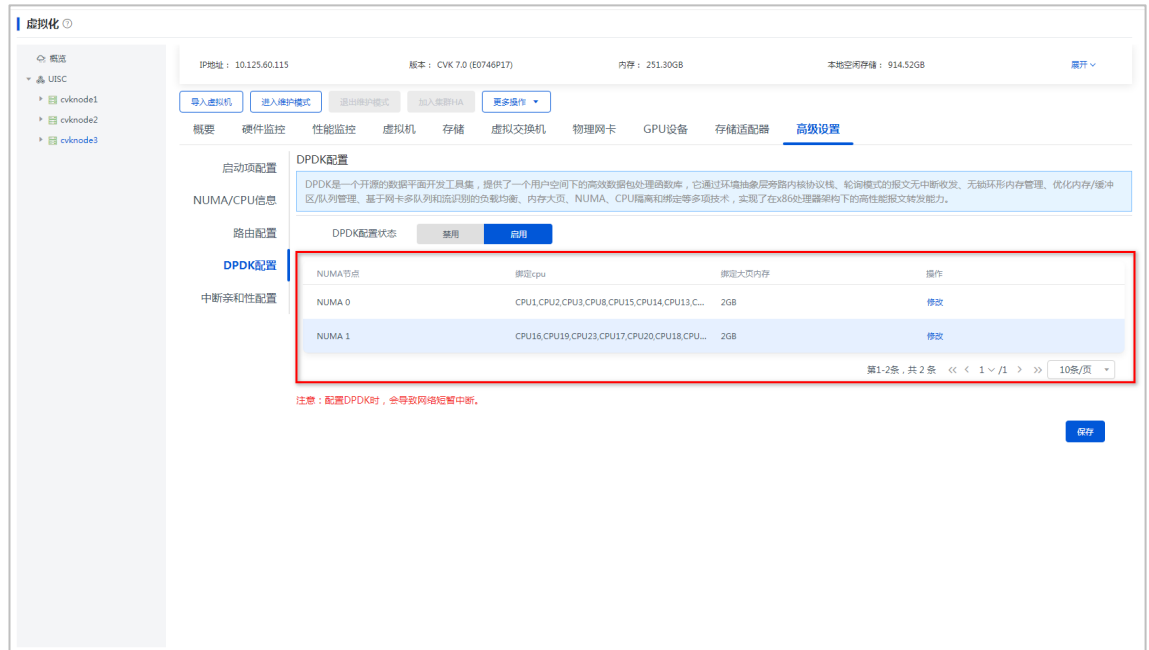 虚拟化
概览
UISC
cvknode1
cvknode2
cvknode3
IP地址： 10.125.60.115 版本： CVK 7.0 (E0746P17) 内存： 251.30GB 本地空闲存储： 914.52GB 展开
导入虚拟机 进入维护模式 退出维护模式 加入集群HA 更多操作
概要 硬件监控 性能监控 虚拟机 存储 虚拟交换机 物理网卡 GPU设备 存储适配器 高级设置
启动项配置
NUMA/CPU信息
路由配置
DPDK配置
中断亲和性配置
DPDK配置
DPDK是一个开源的数据平面开发工具集，提供了一个用户空间下的高效数据包处理函数库，它通过环境抽象层旁路内核协议栈、轮询模式的报文无中断收发、无锁环形内存管理、优化内存/缓冲
区/队列管理、基于网卡多队列和流识别的负载均衡、内存大页、NUMA、CPU隔离和绑定等多项技术，实现了在x86处理器架构下的高性能报文转发能力。
DPDK配置状态 禁用 启用
NUMA节点 绑定cpu 绑定大页内存 操作
NUMA 0 CPU1,CPU2,CPU3,CPU8,CPU15,CPU14,CPU13,C... 2GB 修改
NUMA 1 CPU16,CPU19,CPU23,CPU17,CPU20,CPU18,CPU... 2GB 修改
第1-2条，共 2 条 << < 1 /1 > >> 10条/页
注意：配置DPDK时，会导致网络短暂中断。
保存